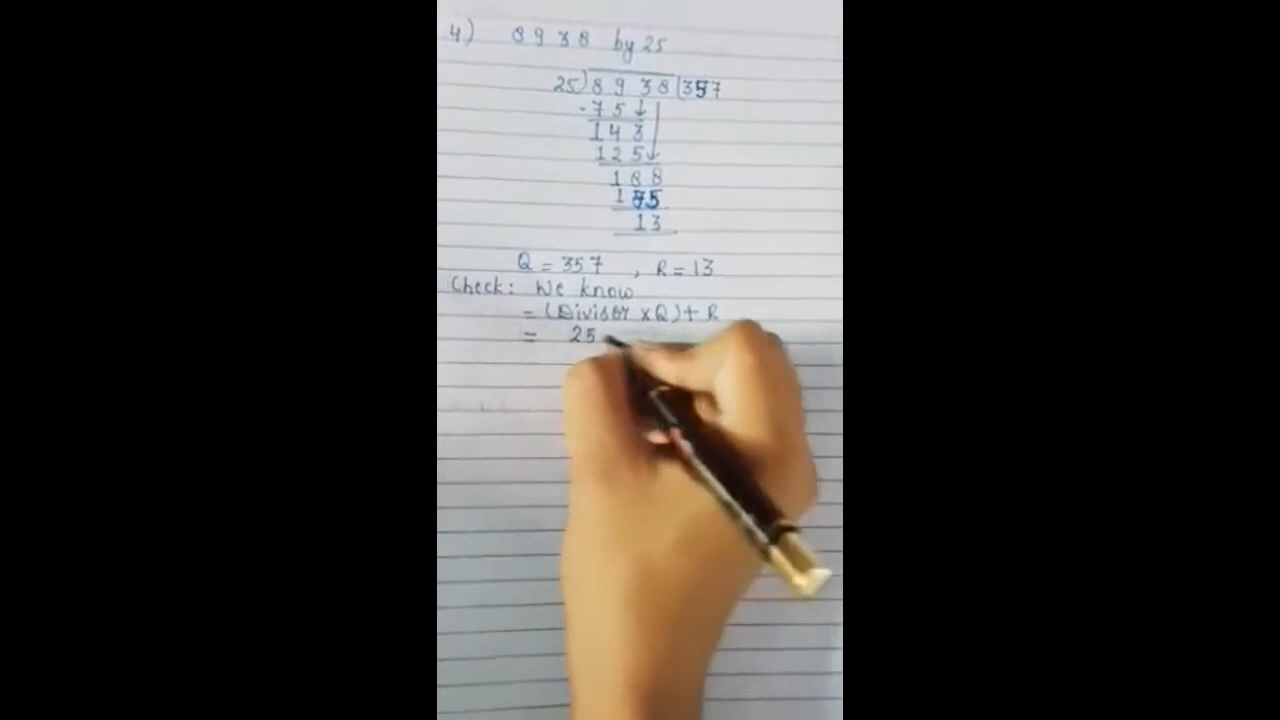 4) 8938 by 25
25)8938(357
-75
143
125
188
175
13
Q = 357 , R = 13
Check: We know
= (Divisor x Q) + R
= 25